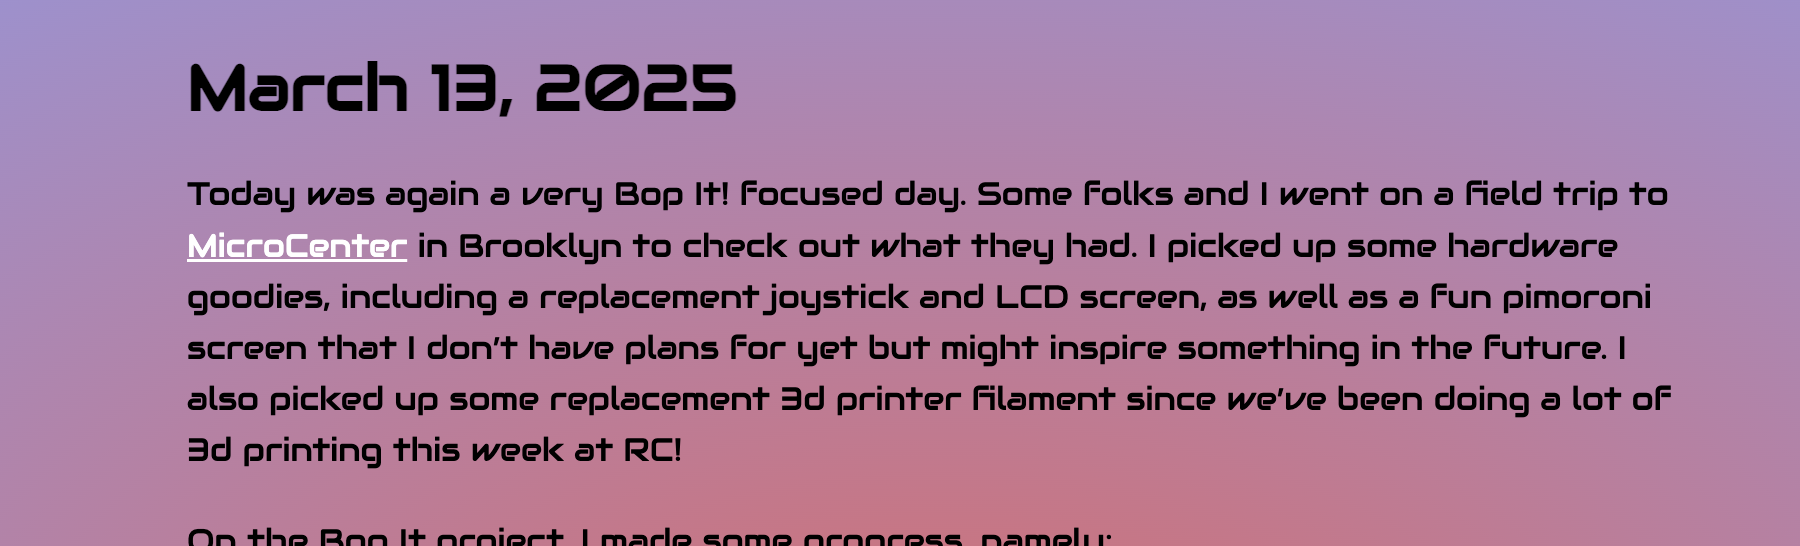 March 13, 2025
Today was again a very Bop It! focused day. Some folks and I went on a field trip to
MicroCenter in Brooklyn to check out what they had. I picked up some hardware
goodies, including a replacement joystick and LCD screen, as well as a fun pimoroni
screen that I don’t have plans for yet but might inspire something in the future. I
also picked up some replacement 3d printer filament since we’ve been doing a lot of
3d printing this week at RC!
On the Bop It project, I made some progress, namely: